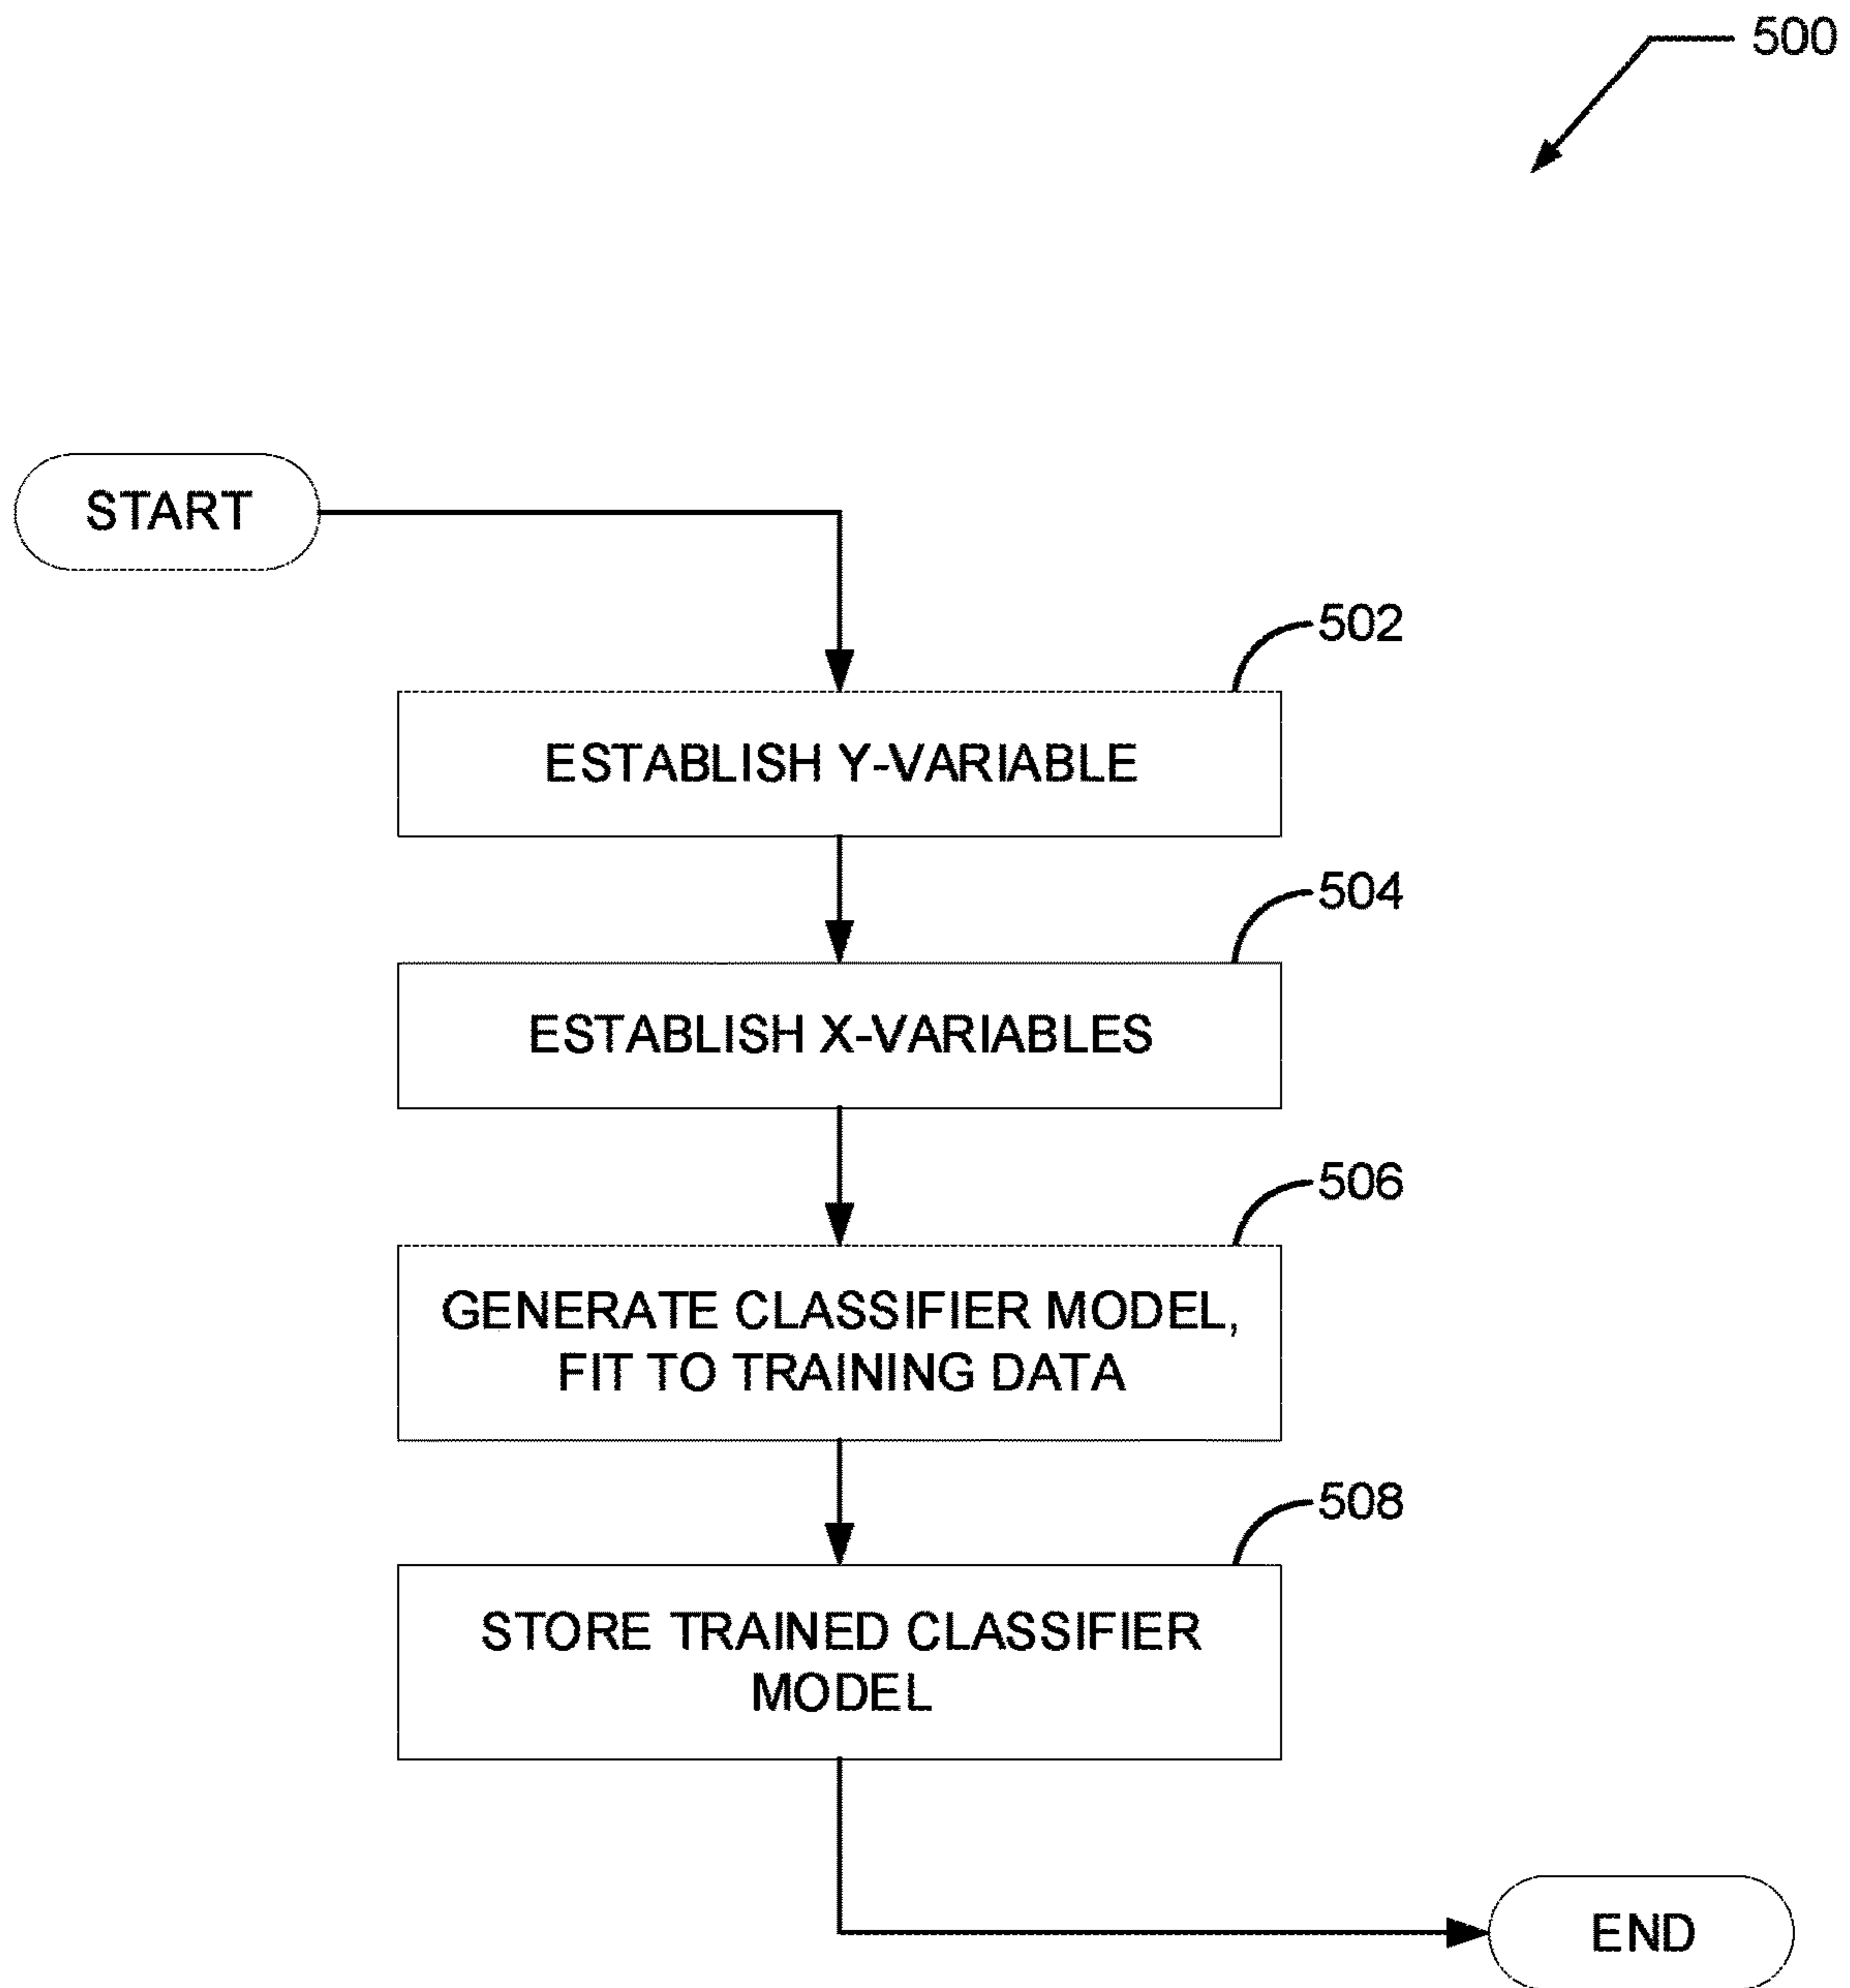 500
START
502
ESTABLISH Y-VARIABLE
504
ESTABLISH X-VARIABLES
506
GENERATE CLASSIFIER MODEL,
FIT TO TRAINING DATA
508
STORE TRAINED CLASSIFIER
MODEL
END